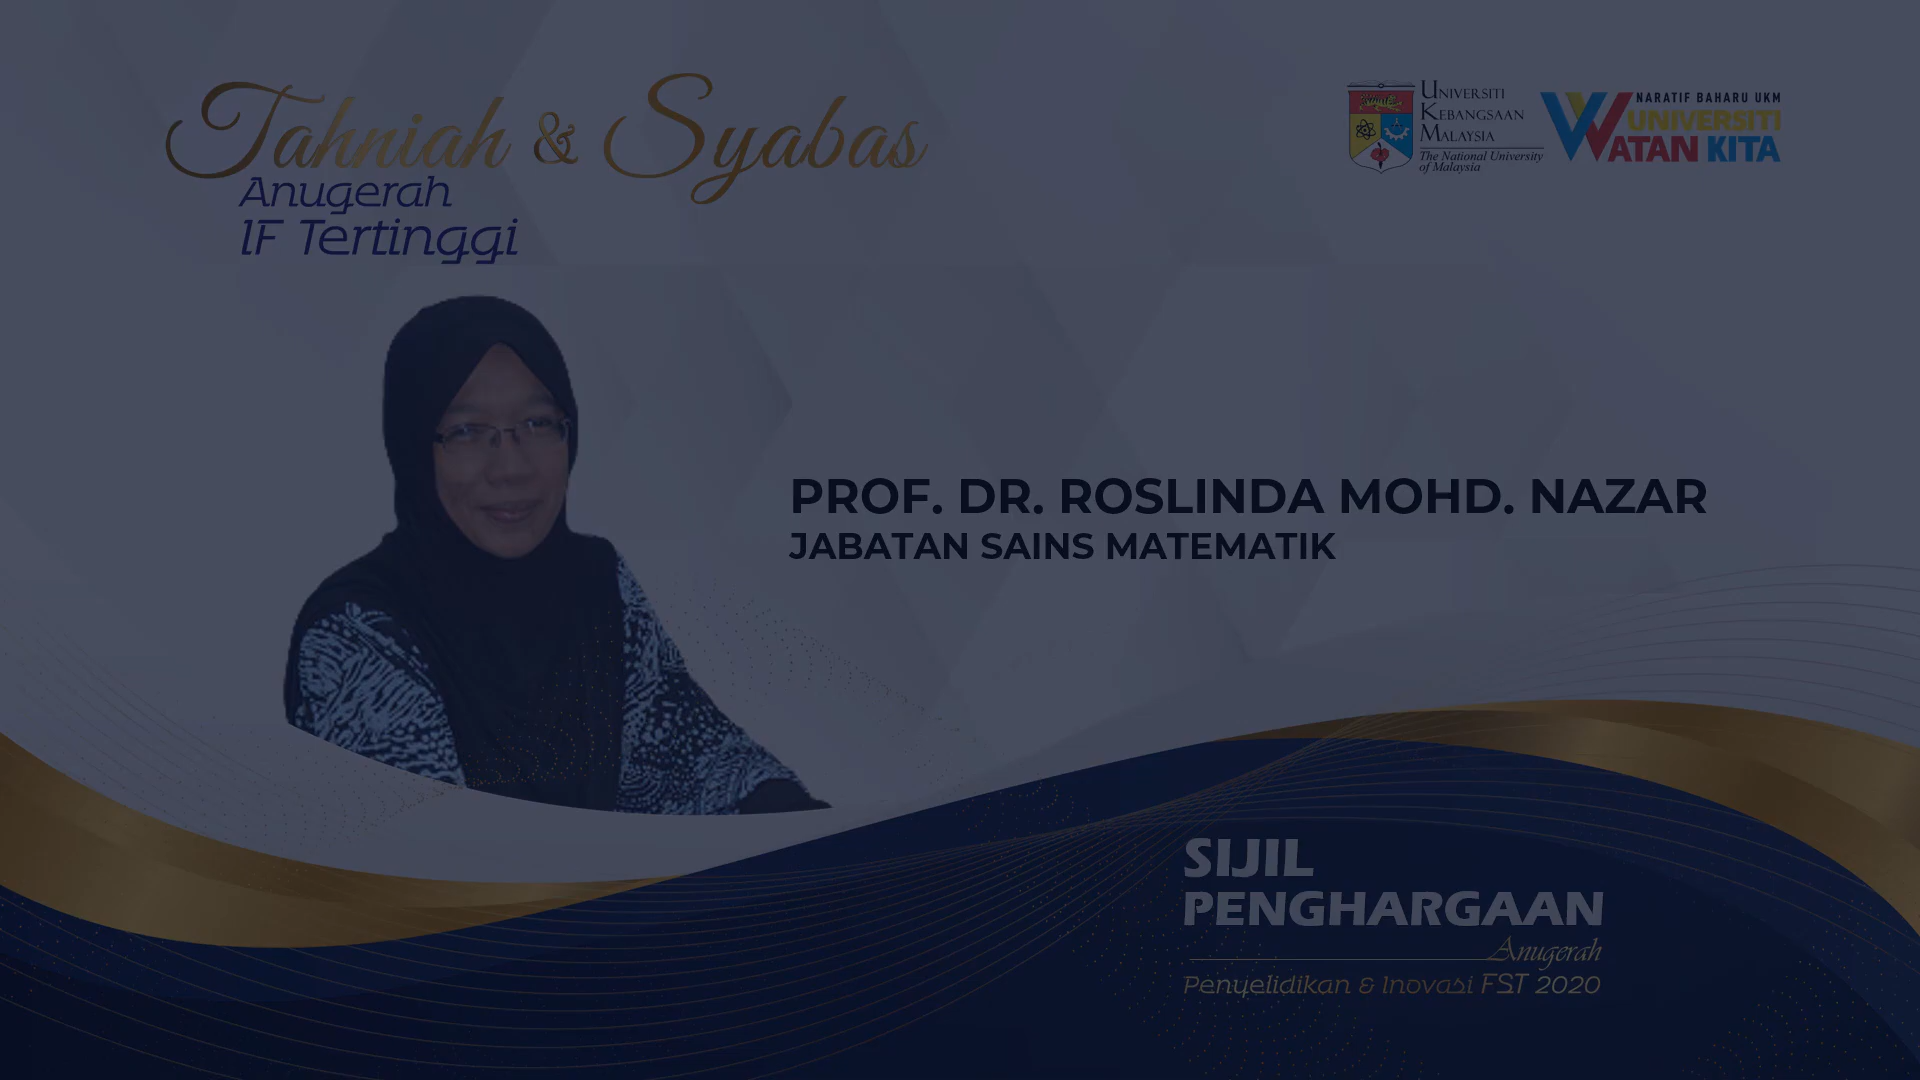 Tahniah & Syabas
Anugerah
IF Tertinggi
UNIVERSITI
KEBANGSAAN
MALAYSIA
The National University
of Malaysia
NARATIF BAHARU UKM
UNIVERSITI
WATAN KITA
PROF. DR. ROSLINDA MOHD. NAZAR
JABATAN SAINS MATEMATIK
SIJIL
PENGHARGAAN
Anugerah
Penyelidikan & Inovasi FST 2020